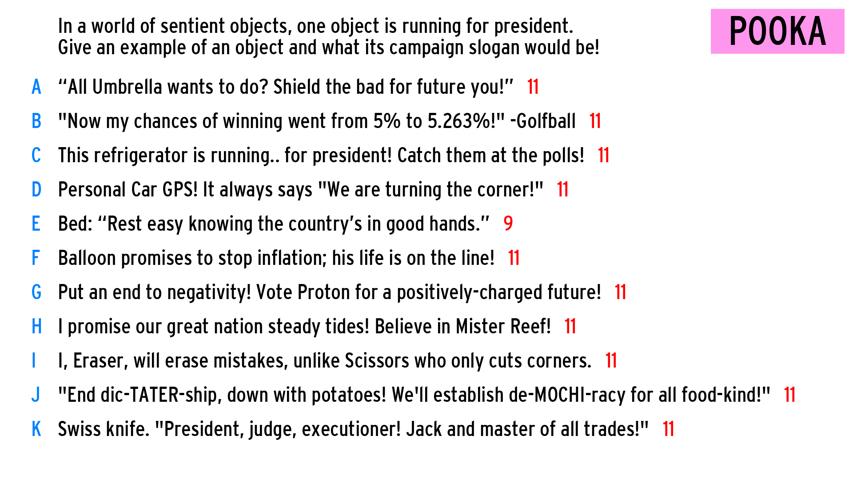 In a world of sentient objects, one object is running for president.
Give an example of an object and what its campaign slogan would be!
POOKA
A “All Umbrella wants to do? Shield the bad for future you!” 11
B "Now my chances of winning went from 5% to 5.263%!" -Golfball 11
C This refrigerator is running.. for president! Catch them at the polls! 11
D Personal Car GPS! It always says "We are turning the corner!" 11
E Bed: “Rest easy knowing the country’s in good hands.” 9
F Balloon promises to stop inflation; his life is on the line! 11
G Put an end to negativity! Vote Proton for a positively-charged future! 11
H I promise our great nation steady tides! Believe in Mister Reef! 11
I I, Eraser, will erase mistakes, unlike Scissors who only cuts corners. 11
J "End dic-TATER-ship, down with potatoes! We'll establish de-MOCHI-racy for all food-kind!" 11
K Swiss knife. "President, judge, executioner! Jack and master of all trades!" 11